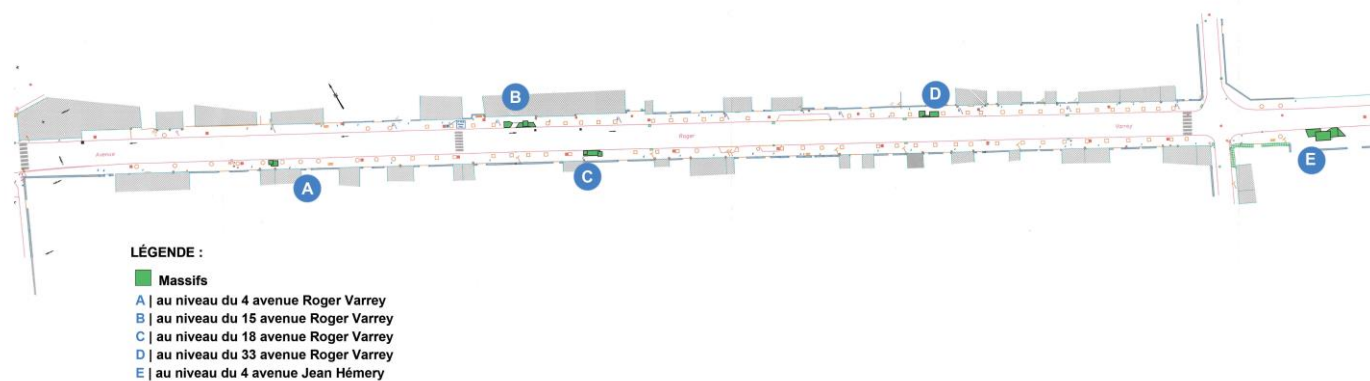 D
B
Varrey
Roger
Avenue
E
C
A
LÉGENDE :
Massifs
A | au niveau du 4 avenue Roger Varrey
B | au niveau du 15 avenue Roger Varrey
C | au niveau du 18 avenue Roger Varrey
D | au niveau du 33 avenue Roger Varrey
E | au niveau du 4 avenue Jean Hémery